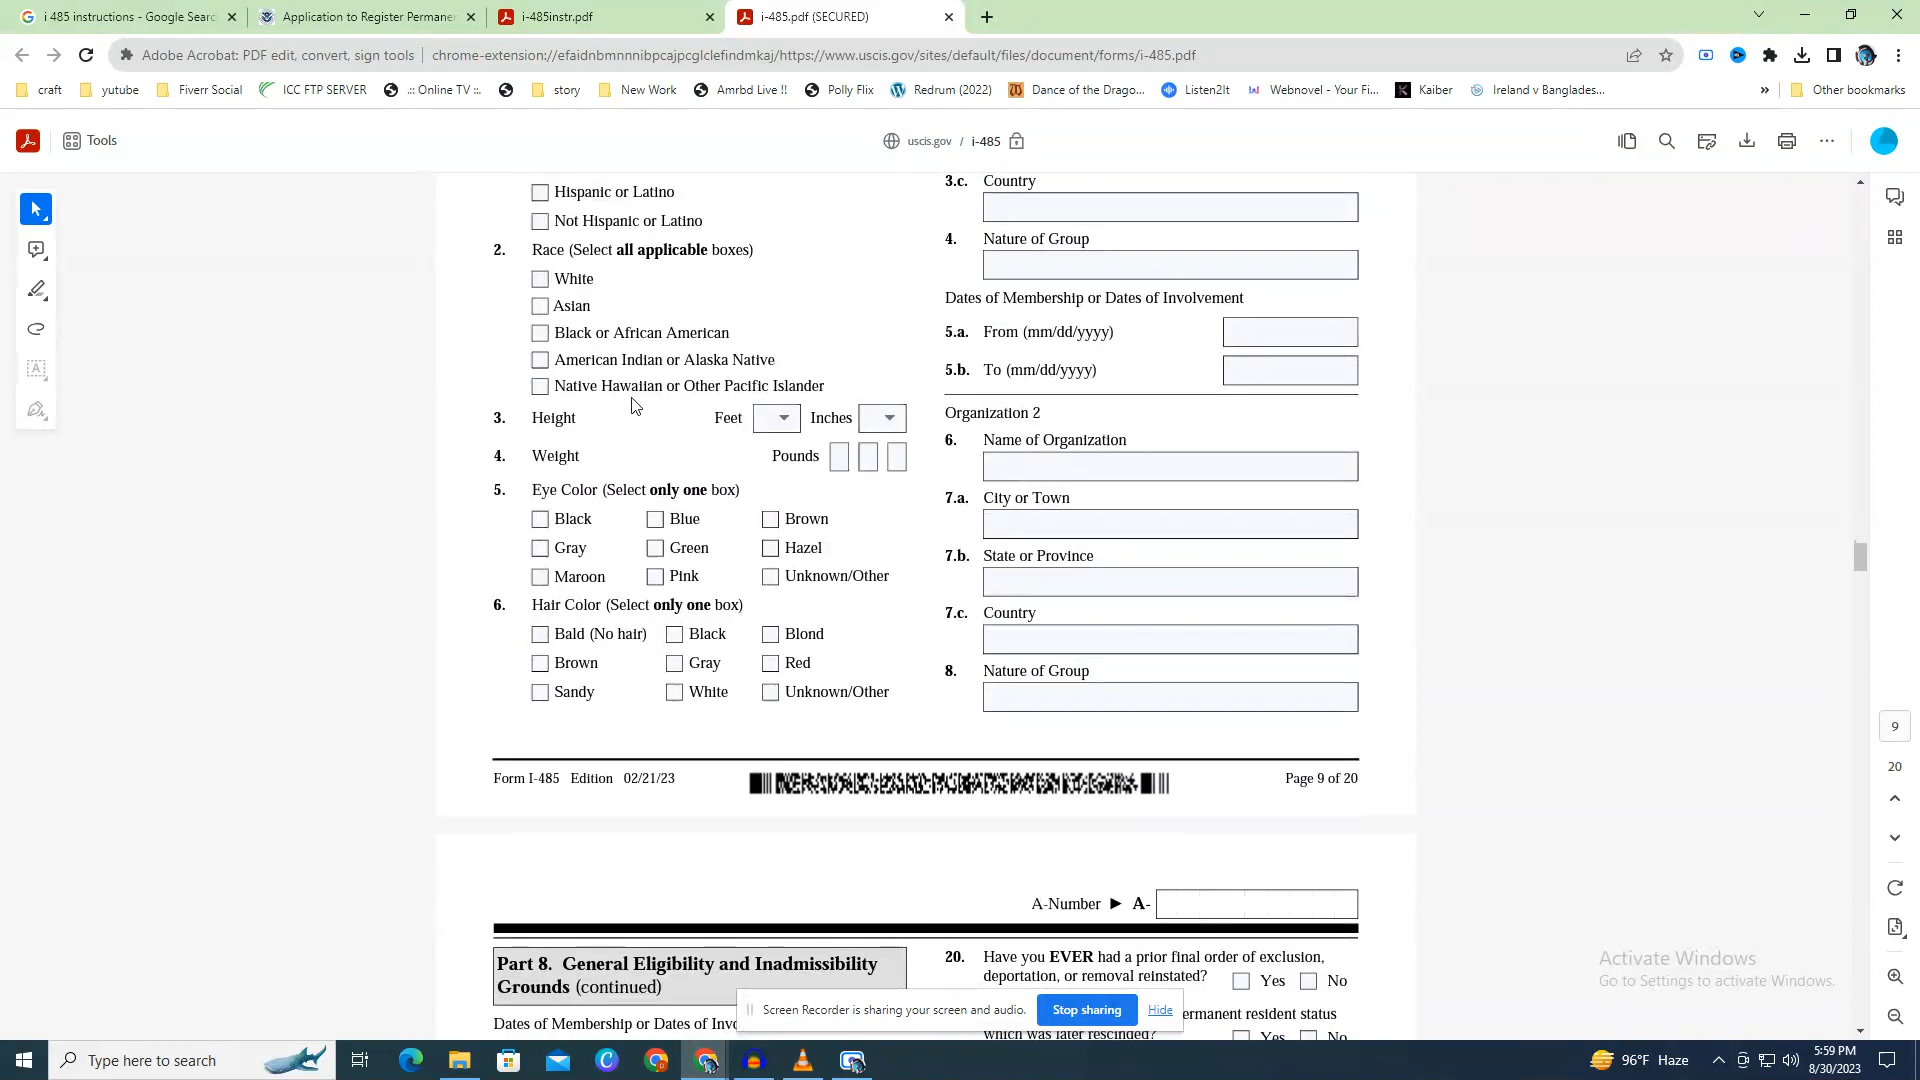 i 485 instructions - Google Searc
Application to Register Permaner
i-485instr.pdf
i-485.pdf (SECURED)
Adobe Acrobat: PDF edit, convert, sign tools
chrome-extension://efaidnbmnnnibpcajpcglclefindmkaj/https://www.uscis.gov/sites/default/files/document/forms/i-485.pdf
craft
yutube
Fiverr Social
ICC FTP SERVER
.:: Online TV ::.
story
New Work
Amrbd Live !!
Polly Flix
Redrum (2022)
Dance of the Drago...
Listen2It
Webnovel - Your Fi...
Kaiber
Ireland v Banglades...
»
Other bookmarks
Tools
uscis.gov / i-485
Hispanic or Latino
Not Hispanic or Latino
2. Race (Select all applicable boxes)
White
Asian
Black or African American
American Indian or Alaska Native
Native Hawaiian or Other Pacific Islander
3. Height Feet Inches
4. Weight Pounds
5. Eye Color (Select only one box)
Black Blue Brown
Gray Green Hazel
Maroon Pink Unknown/Other
6. Hair Color (Select only one box)
Bald (No hair) Black Blond
Brown Gray Red
Sandy White Unknown/Other
3.c. Country
4. Nature of Group
Dates of Membership or Dates of Involvement
5.a. From (mm/dd/yyyy)
5.b. To (mm/dd/yyyy)
Organization 2
6. Name of Organization
7.a. City or Town
7.b. State or Province
7.c. Country
8. Nature of Group
Form I-485 Edition 02/21/23
Page 9 of 20
A-Number ► A-
Part 8. General Eligibility and Inadmissibility
Grounds (continued)
Dates of Membership or Dates of Invo
20. Have you EVER had a prior final order of exclusion,
deportation, or removal reinstated? Yes No
ermanent resident status
which was later rescinded? Yes No
9
20
Screen Recorder is sharing your screen and audio.
Stop sharing
Hide
Activate Windows
Go to Settings to activate Windows.
Type here to search
96°F Haze
5:59 PM
8/30/2023